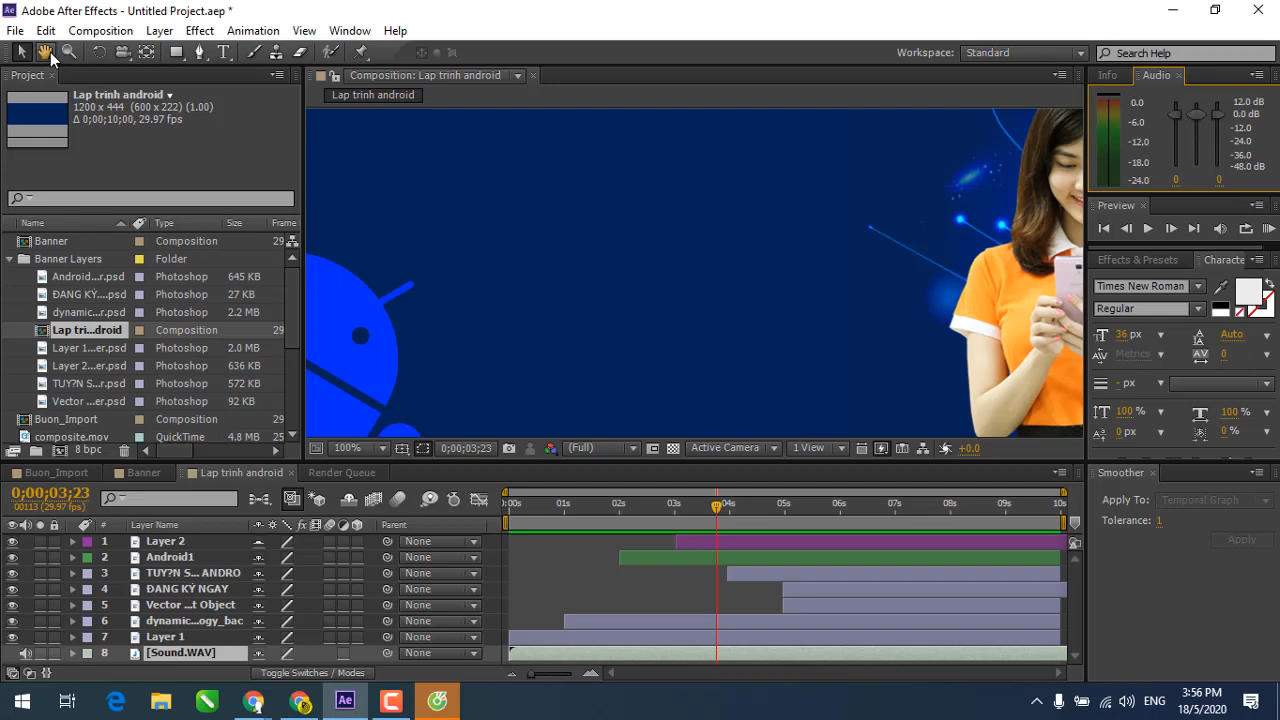 Adobe After Effects - Untitled Project.aep *
File Edit Composition Layer Effect Animation View Window Help
Workspace: Standard Search Help
Project
Composition: Lap trinh android
Info Audio
Lap trinh android
1200 x 444 (600 x 222) (1.00)
Δ 0;00;10;00, 29.97 fps
Lap trinh android
0.0
-6.0
-12.0
-18.0
-24.0
12.0 dB
0.0 dB
-12.0
-24.0
-36.0
-48.0 dB
0 0
Preview
Name Type Size Frame
Banner Composition 29
Banner Layers Folder
Android...r.psd Photoshop 645 KB
ĐANG KÝ...psd Photoshop 27 KB
dynamic...r.psd Photoshop 2.2 MB
Lap tri...droid Composition 29
Layer 1...er.psd Photoshop 2.0 MB
Layer 2...er.psd Photoshop 636 KB
TUY?N S...r.psd Photoshop 572 KB
Vector ...er.psd Photoshop 92 KB
Buon_Import Composition 29
composite.mov QuickTime 4.8 MB 25
8 bpc
Effects & Presets Characte
Times New Roman
Regular
36 px Auto
Metrics 0
- px
100 % 100 %
0 px 0 %
100% 0;00;03;23 (Full) Active Camera 1 View +0.0
Buon_Import Banner Lap trinh android Render Queue
Smoother
0;00;03;23
00113 (29.97 fps)
Apply To: Temporal Graph
Tolerance: 1
Apply
:00s 01s 02s 03s 04s 05s 06s 07s 08s 09s 10s
# Layer Name Parent
1 Layer 2 None
2 Android1 None
3 TUY?N S... ANDRO None
4 ĐANG KÝ NGAY None
5 Vector ...t Object None
6 dynamic...ogy_bac None
7 Layer 1 None
8 [Sound.WAV] None
Toggle Switches / Modes
ENG
3:56 PM
18/5/2020